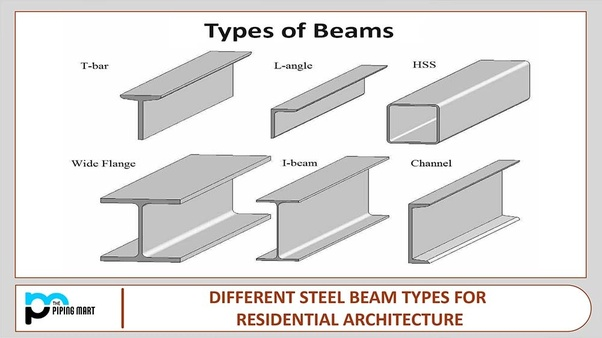 Types of Beams
T-bar
L-angle
HSS
Wide Flange
I-beam
Channel
THE
PIPING MART
DIFFERENT STEEL BEAM TYPES FOR
RESIDENTIAL ARCHITECTURE